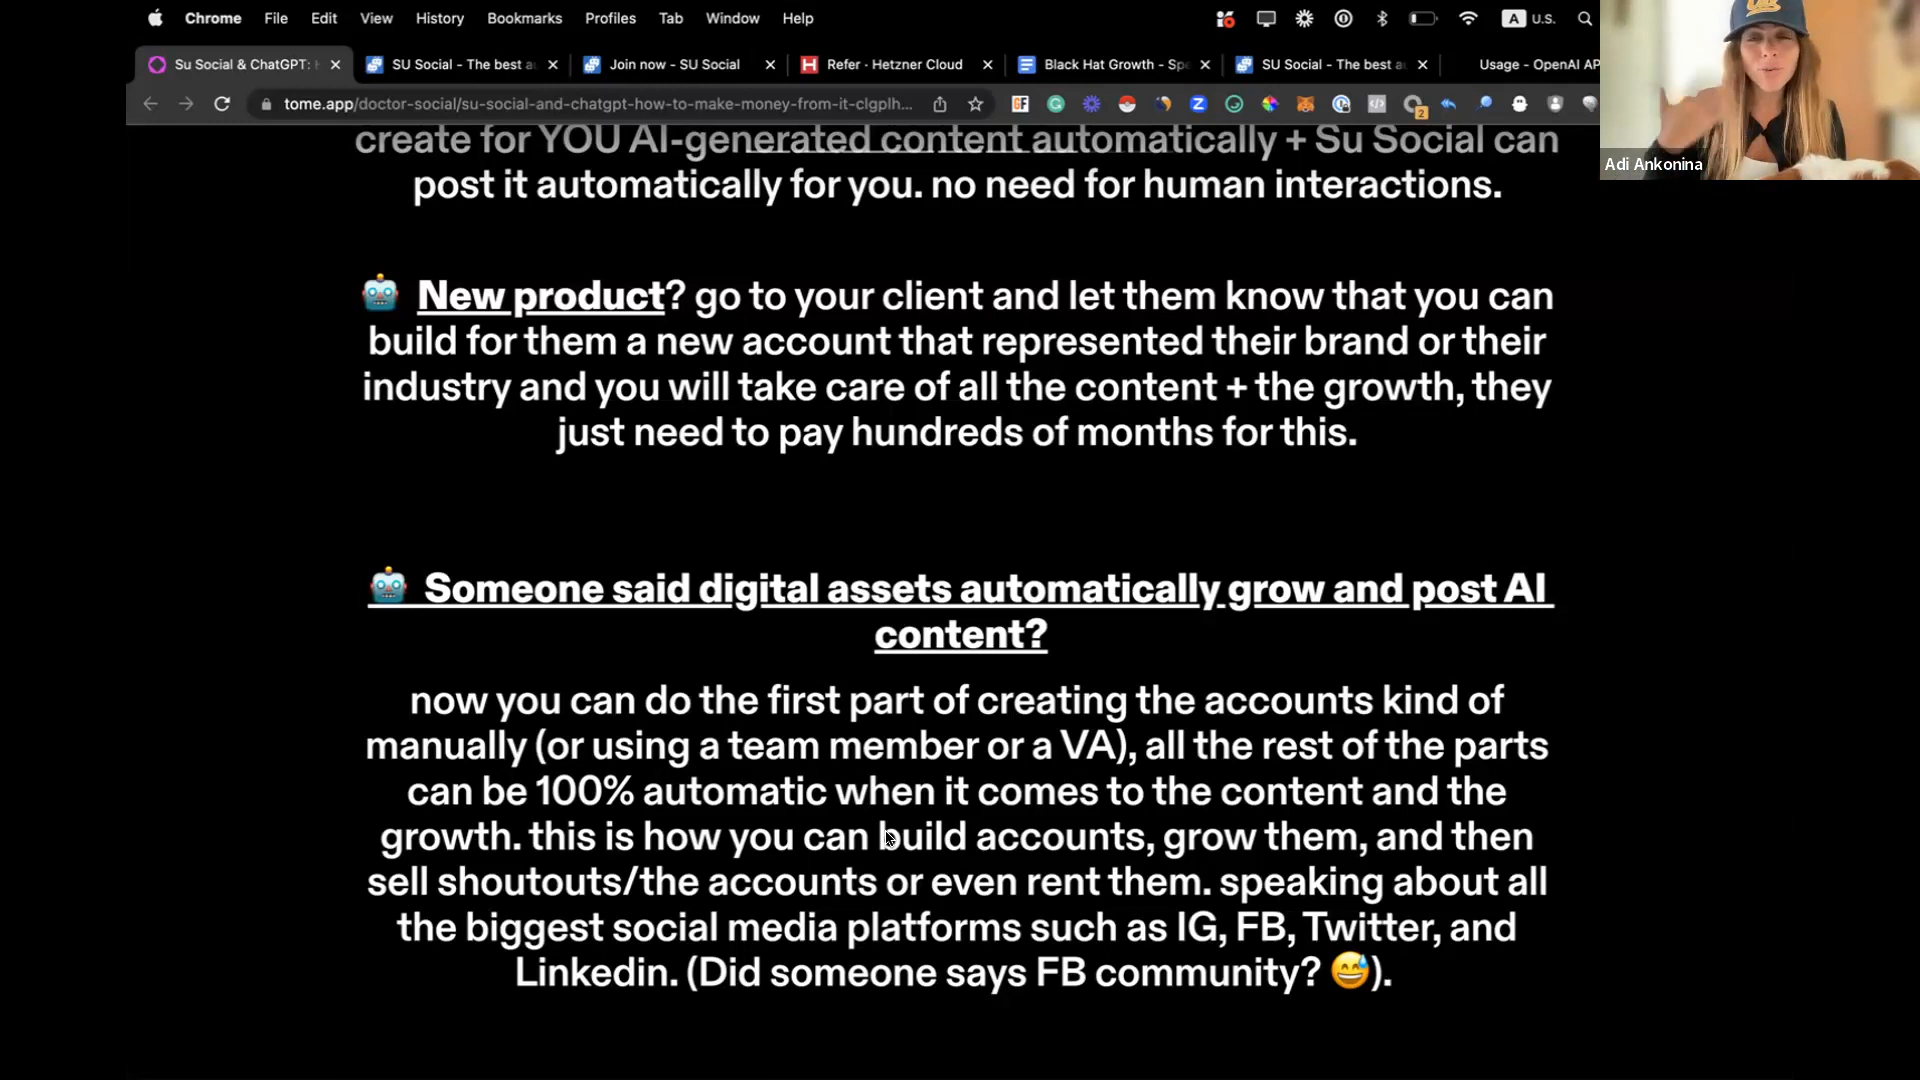 Chrome File Edit View History Bookmarks Profiles Tab Window Help
A U.S.
Su Social & ChatGPT:
SU Social - The best a
Join now - SU Social
Refer · Hetzner Cloud
Black Hat Growth - Spe
SU Social - The best a
Usage - OpenAI AP
tome.app/doctor-social/su-social-and-chatgpt-how-to-make-money-from-it-clgplh...
GF
2
Adi Ankonina
create for YOU AI-generated content automatically + Su Social can
post it automatically for you. no need for human interactions.
🤖 New product? go to your client and let them know that you can
build for them a new account that represented their brand or their
industry and you will take care of all the content + the growth, they
just need to pay hundreds of months for this.
🤖 Someone said digital assets automatically grow and post AI
content?
now you can do the first part of creating the accounts kind of
manually (or using a team member or a VA), all the rest of the parts
can be 100% automatic when it comes to the content and the
growth. this is how you can build accounts, grow them, and then
sell shoutouts/the accounts or even rent them. speaking about all
the biggest social media platforms such as IG, FB, Twitter, and
Linkedin. (Did someone says FB community? 😅).